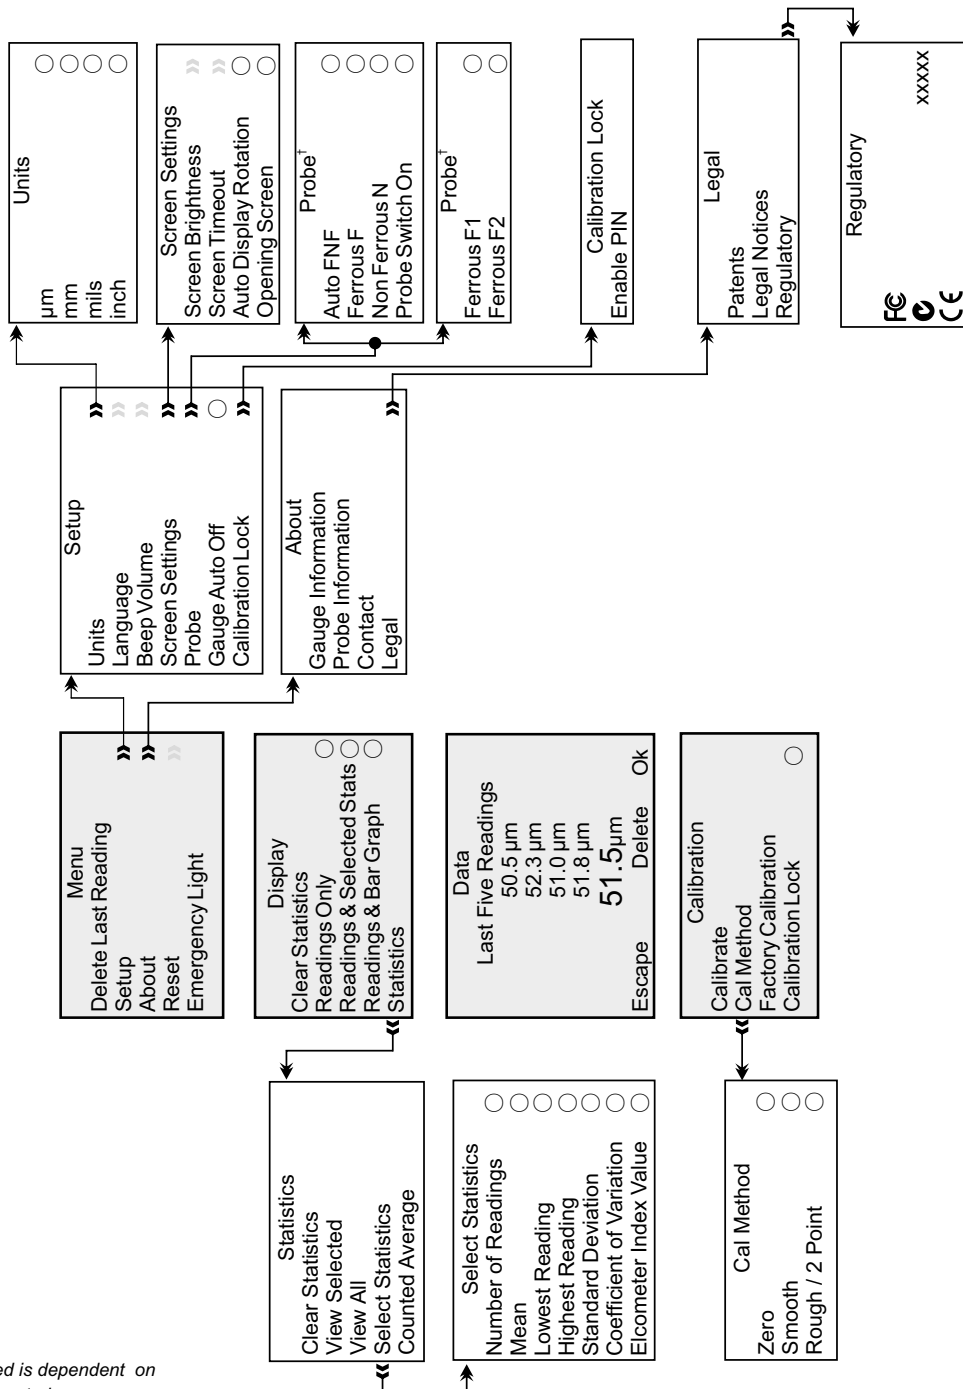 Menu
Delete Last Reading
Setup
About
Reset
Emergency Light
Setup
Units
Language
Beep Volume
Screen Settings
Probe
Gauge Auto Off
Calibration Lock
Units
µm
mm
mils
inch
Screen Settings
Screen Brightness
Screen Timeout
Auto Display Rotation
Opening Screen
Probe†
Auto FNF
Ferrous F
Non Ferrous N
Probe Switch On
Probe†
Ferrous F1
Ferrous F2
Calibration Lock
Enable PIN
About
Gauge Information
Probe Information
Contact
Legal
Legal
Patents
Legal Notices
Regulatory
Regulatory
FC
CE
xxxxx
Display
Clear Statistics
Readings Only
Readings & Selected Stats
Readings & Bar Graph
Statistics
Statistics
Clear Statistics
View Selected
View All
Select Statistics
Counted Average
Select Statistics
Number of Readings
Mean
Lowest Reading
Highest Reading
Standard Deviation
Coefficient of Variation
Elcometer Index Value
Data
Last Five Readings
50.5 µm
52.3 µm
51.0 µm
51.8 µm
51.5µm
Escape Delete Ok
Calibration
Calibrate
Cal Method
Factory Calibration
Calibration Lock
Cal Method
Zero
Smooth
Rough / 2 Point
ed is dependent on